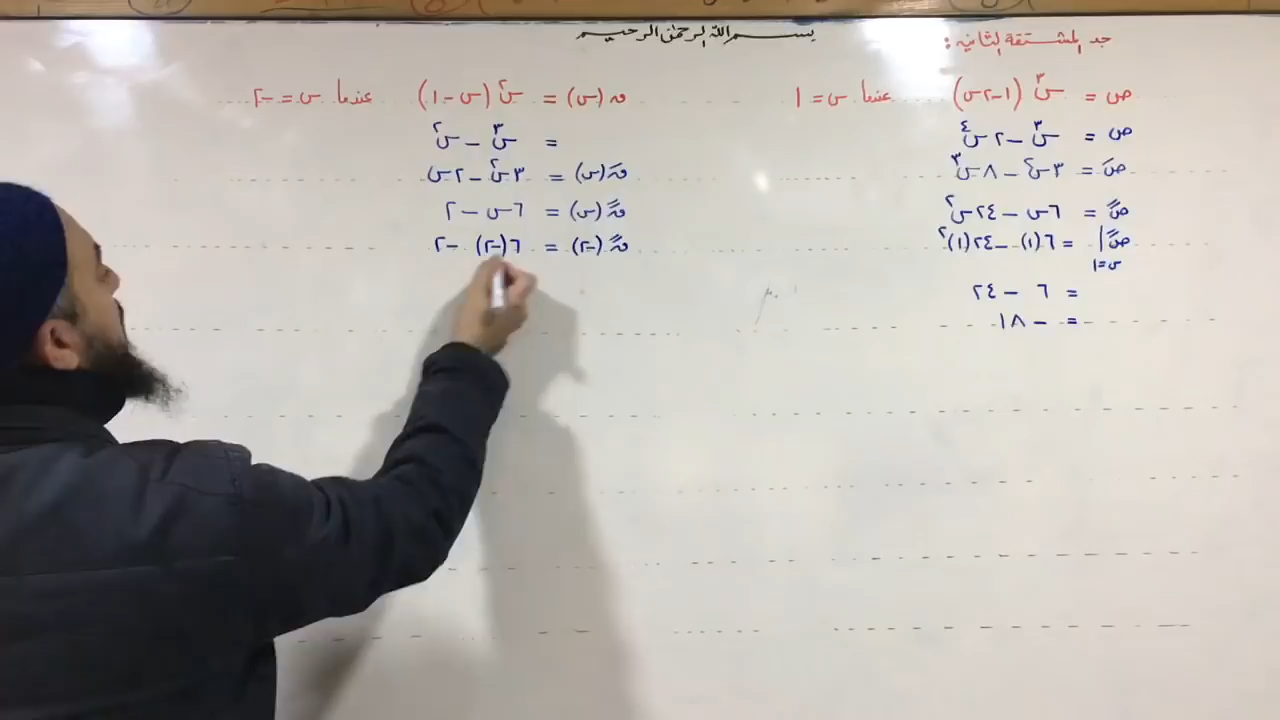 بسم الله الرحمن الرحيم
جد المشتقة الثانية :
ص = س٣ (١-٢س) عندما س = ١
ص = س٣ - ٢س٤
صَ = ٣س٢ - ٨س٣
صً = ٦س - ٢٤س٢
صً | س=١ = ٦(١) - ٢٤(١)٢
= ٦ - ٢٤
= - ١٨
ق(س) = س٢ (س - ١) عندما س = -٢
= س٣ - س٢
قَ(س) = ٣س٢ - ٢س
قً(س) = ٦س - ٢
قً(-٢) = ٦(-٢) - ٢